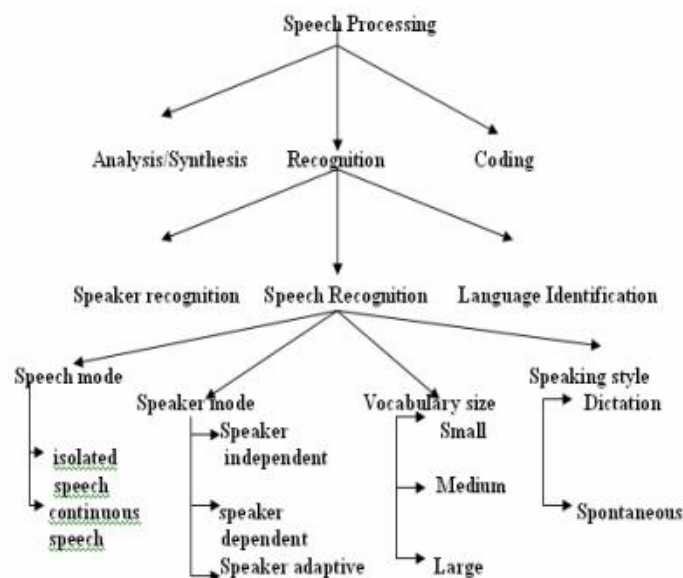 Speech Processing
Analysis/Synthesis Recognition Coding
Speaker recognition Speech Recognition Language Identification
Speech mode
isolated
speech
continuous
speech
Speaker mode
Speaker
independent
speaker
dependent
Speaker adaptive
Vocabulary size
Small
Medium
Large
Speaking style
Dictation
Spontaneous